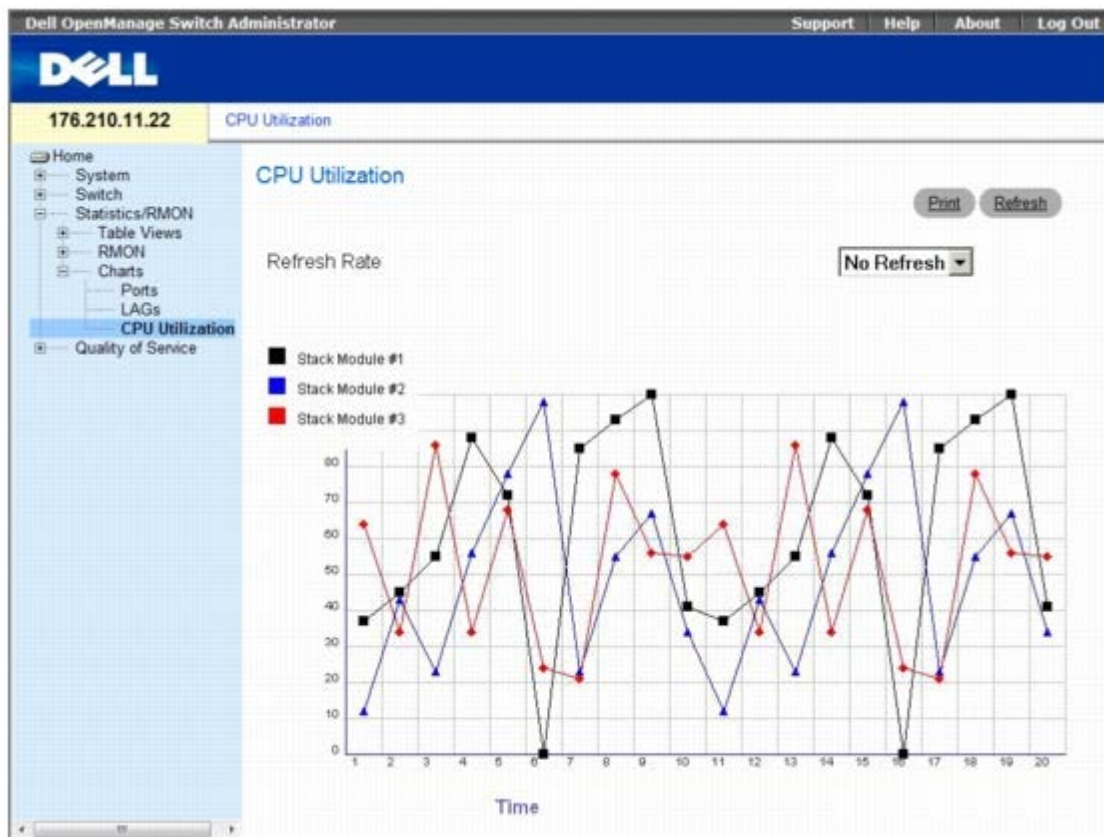 Dell OpenManage Switch Administrator
Support Help About Log Out
DELL
176.210.11.22
CPU Utilization
Home
System
Switch
Statistics/RMON
Table Views
RMON
Charts
Ports
LAGs
CPU Utilization
Quality of Service
CPU Utilization
Print Refresh
Refresh Rate
No Refresh
Stack Module #1
Stack Module #2
Stack Module #3
80
70
60
50
40
30
20
10
0
1 2 3 4 5 6 7 8 9 10 11 12 13 14 15 16 17 18 19 20
Time